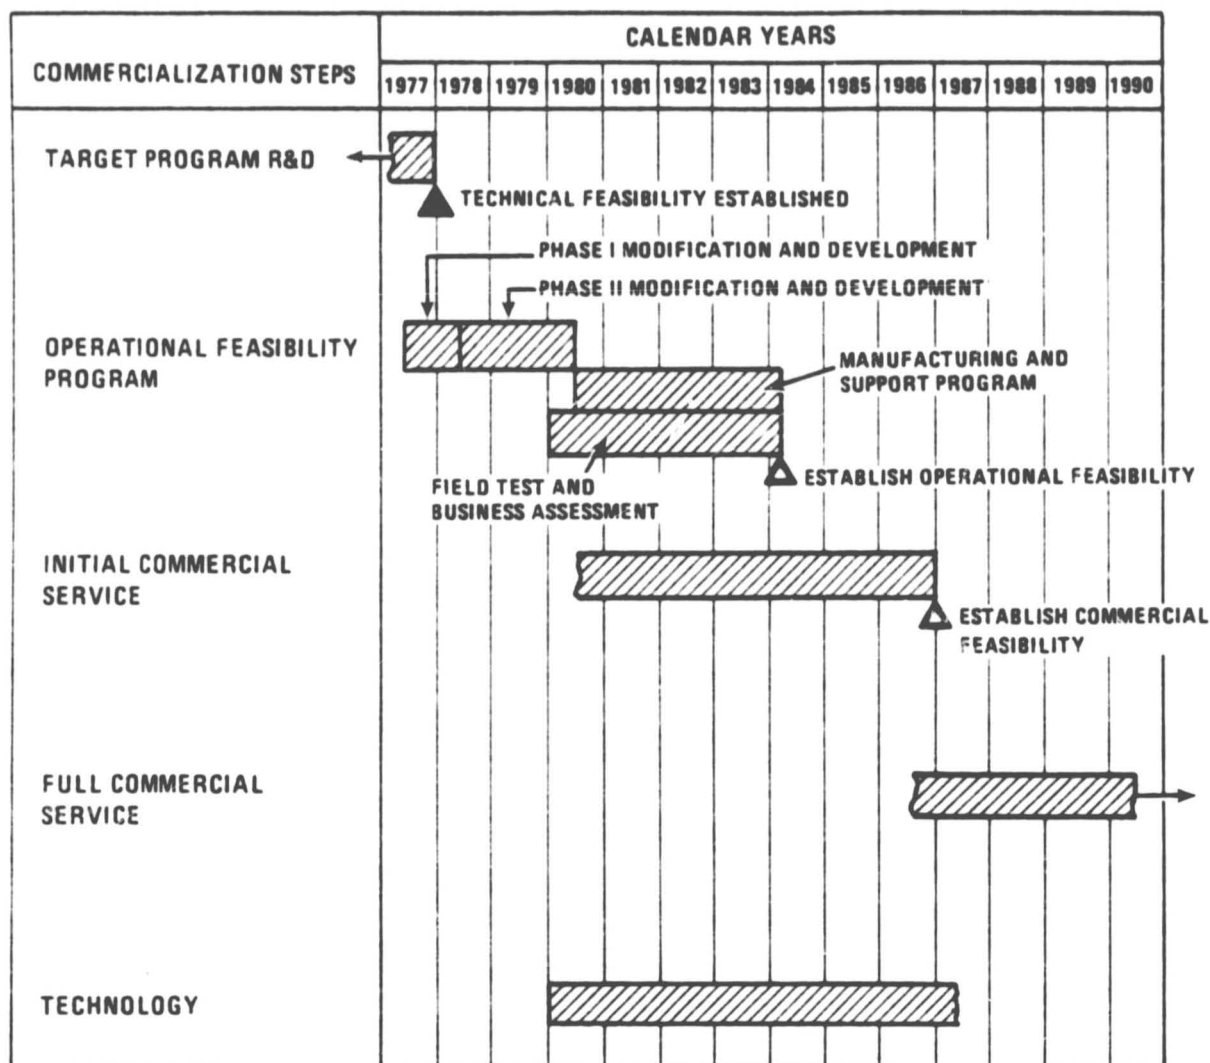 CALENDAR YEARS
COMMERCIALIZATION STEPS
1977 1978 1979 1980 1981 1982 1983 1984 1985 1986 1987 1988 1989 1990
TARGET PROGRAM R&D
TECHNICAL FEASIBILITY ESTABLISHED
PHASE I MODIFICATION AND DEVELOPMENT
PHASE II MODIFICATION AND DEVELOPMENT
OPERATIONAL FEASIBILITY
PROGRAM
MANUFACTURING AND
SUPPORT PROGRAM
FIELD TEST AND
BUSINESS ASSESSMENT
ESTABLISH OPERATIONAL FEASIBILITY
INITIAL COMMERCIAL
SERVICE
ESTABLISH COMMERCIAL
FEASIBILITY
FULL COMMERCIAL
SERVICE
TECHNOLOGY